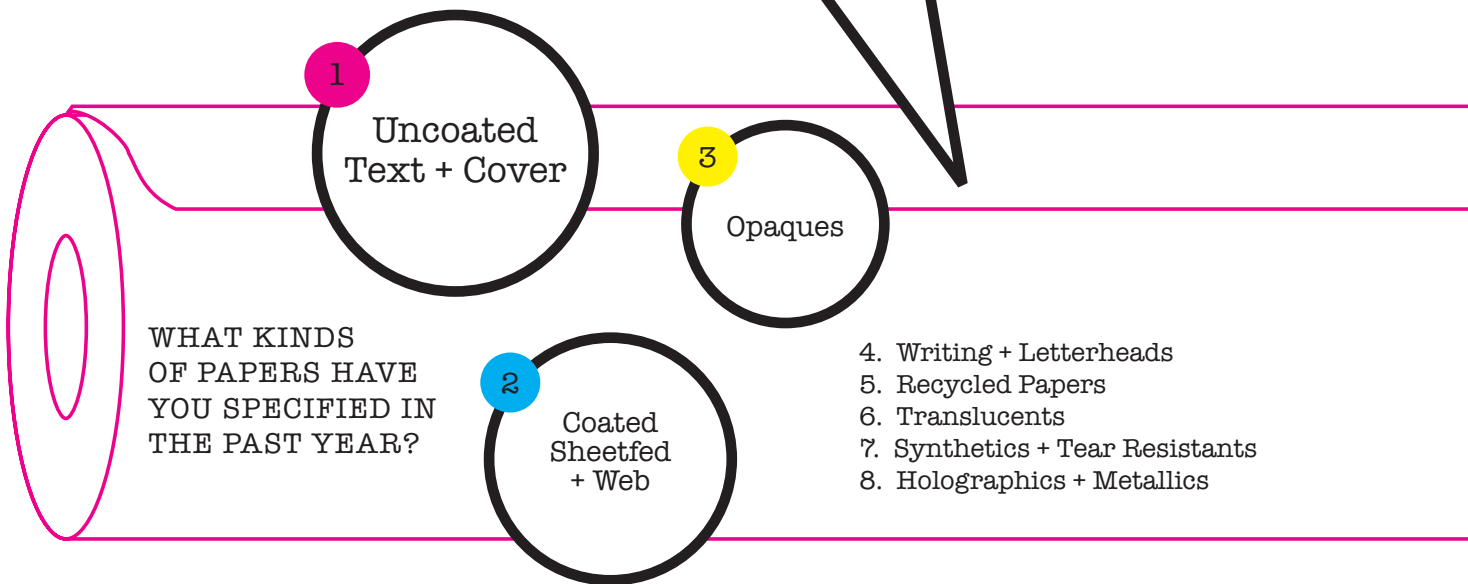 WHAT KINDS
OF PAPERS HAVE
YOU SPECIFIED IN
THE PAST YEAR?
1
Uncoated
Text + Cover
2
Coated
Sheetfed
+ Web
3
Opaques
4. Writing + Letterheads
5. Recycled Papers
6. Translucents
7. Synthetics + Tear Resistants
8. Holographics + Metallics